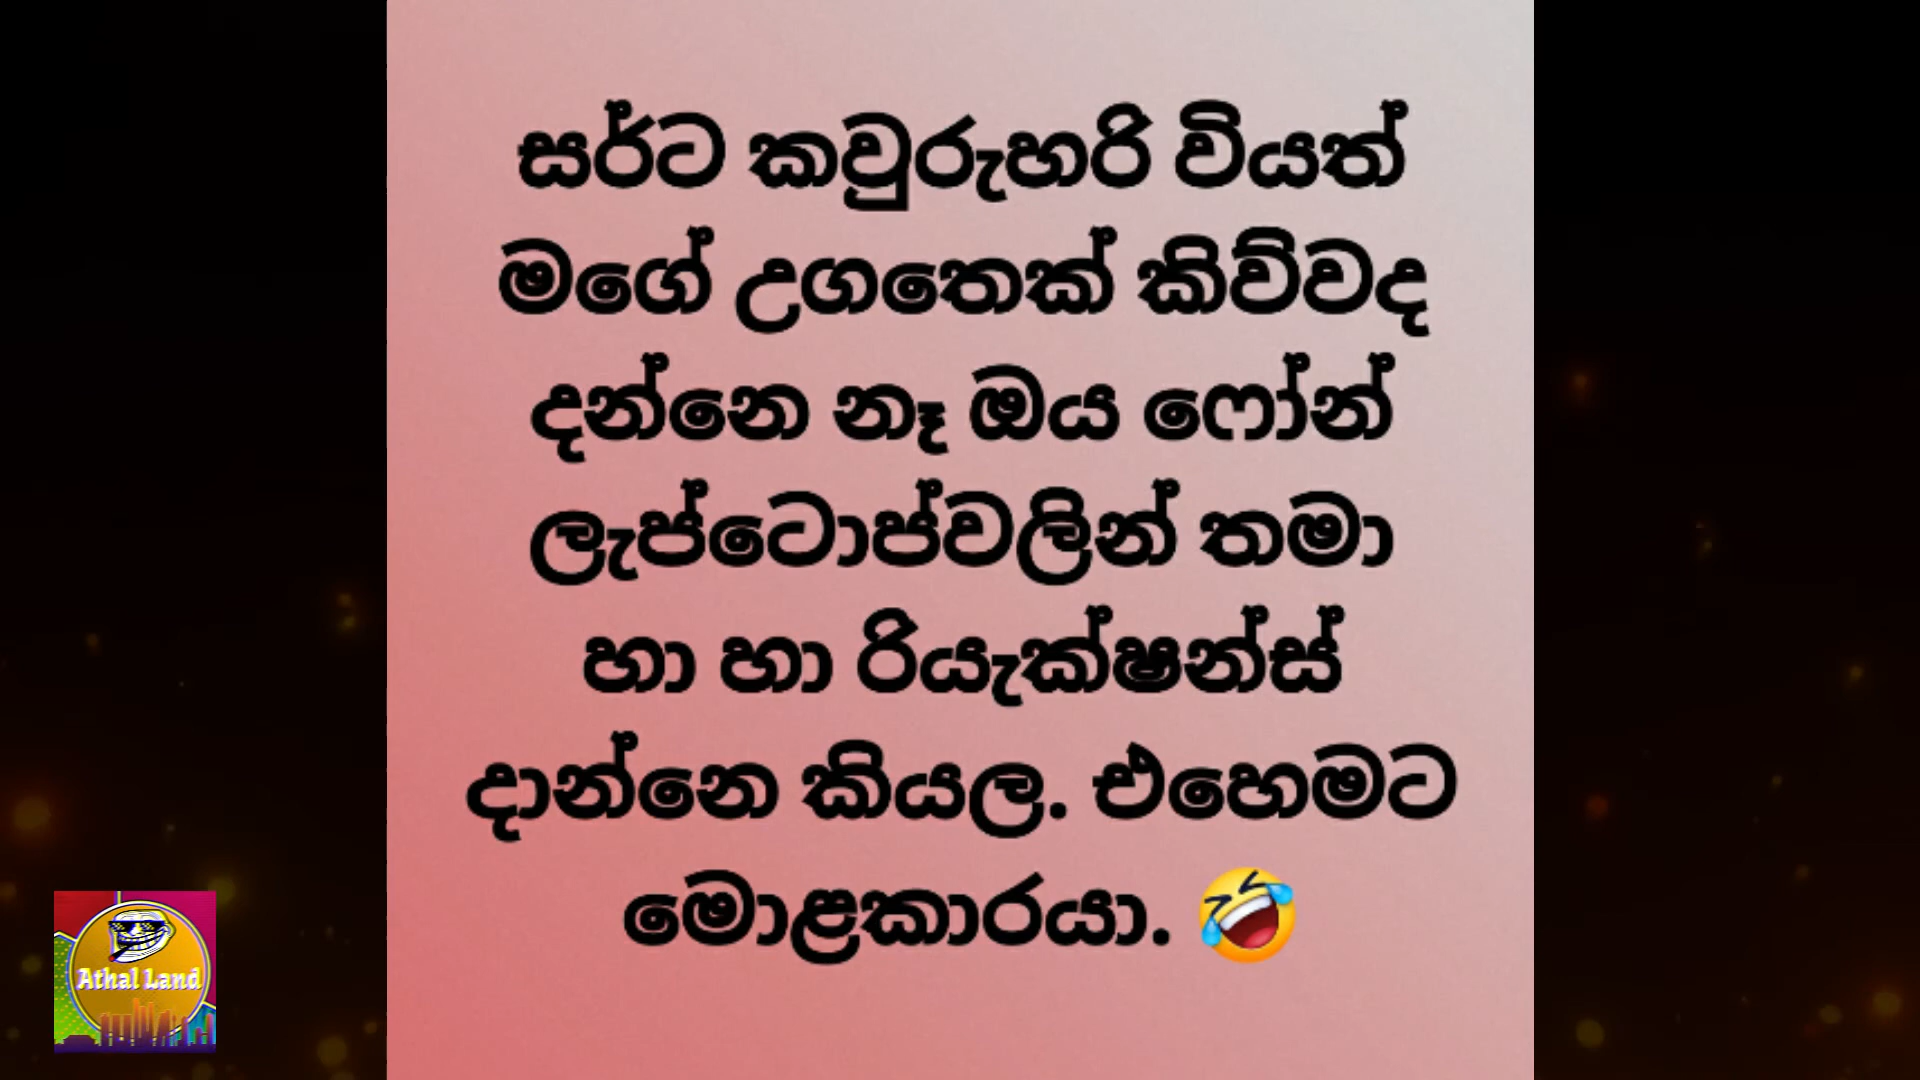 සර්ට කවුරුහරි වියත්
මගේ උගතෙක් කිව්වද
දන්නෙ නෑ ඔය ෆෝන්
ලැප්ටොප්වලින් තමා
හා හා රියැක්ෂන්ස්
දාන්නෙ කියල. එහෙමට
මොළකාරයා. 🤣
Athal Land